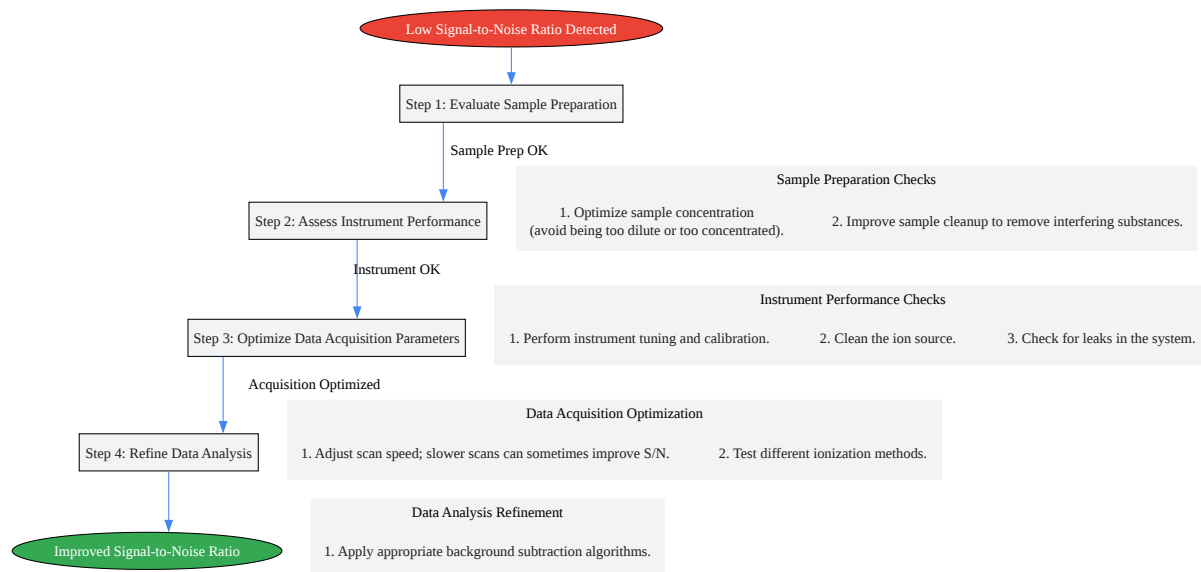 Low Signal-to-Noise Ratio Detected
Step 1: Evaluate Sample Preparation
Sample Prep OK
Sample Preparation Checks
1. Optimize sample concentration
(avoid being too dilute or too concentrated).
2. Improve sample cleanup to remove interfering substances.
Step 2: Assess Instrument Performance
Instrument OK
Instrument Performance Checks
1. Perform instrument tuning and calibration.
2. Clean the ion source.
3. Check for leaks in the system.
Step 3: Optimize Data Acquisition Parameters
Acquisition Optimized
Data Acquisition Optimization
1. Adjust scan speed; slower scans can sometimes improve S/N.
2. Test different ionization methods.
Step 4: Refine Data Analysis
Data Analysis Refinement
1. Apply appropriate background subtraction algorithms.
Improved Signal-to-Noise Ratio